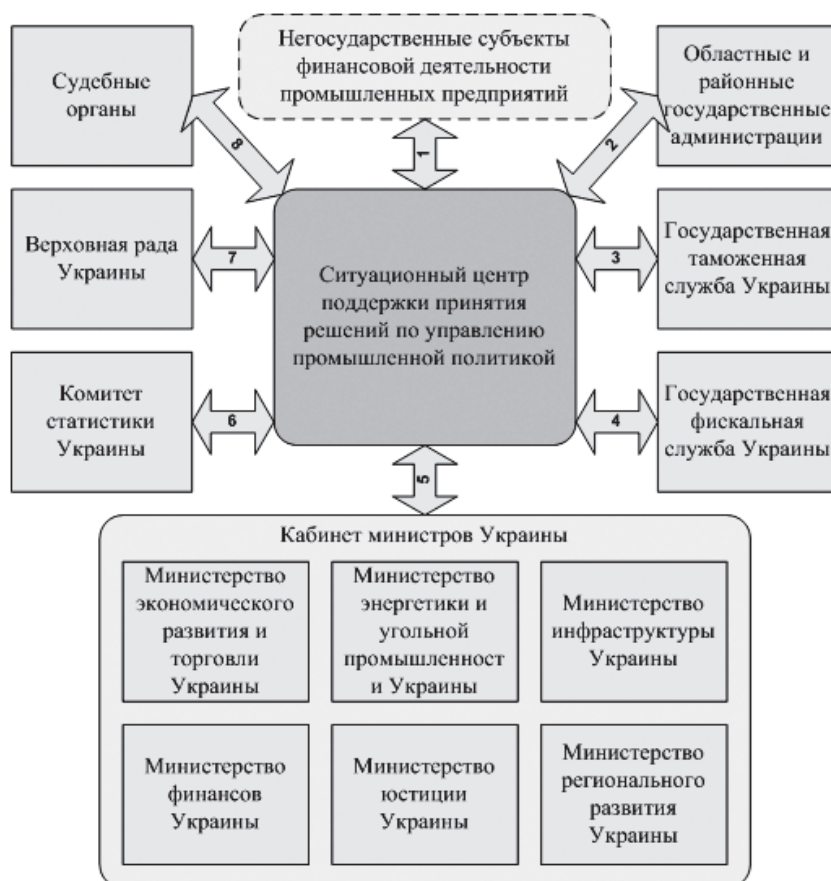 Негосударственные субъекты
финансовой деятельности
промышленных предприятий
Судебные
органы
Областные и
районные
государственные
администрации
8
1
2
Верховная рада
Украины
7
Ситуационный центр
поддержки принятия
решений по управлению
промышленной политикой
3
Государственная
таможенная
служба Украины
Комитет
статистики
Украины
6
4
Государственная
фискальная
служба Украины
5
Кабинет министров Украины
Министерство
экономического
развития и
торговли
Украины
Министерство
энергетики и
угольной
промышленност
и Украины
Министерство
инфраструктуры
Украины
Министерство
финансов
Украины
Министерство
юстиции
Украины
Министерство
регионального
развития
Украины